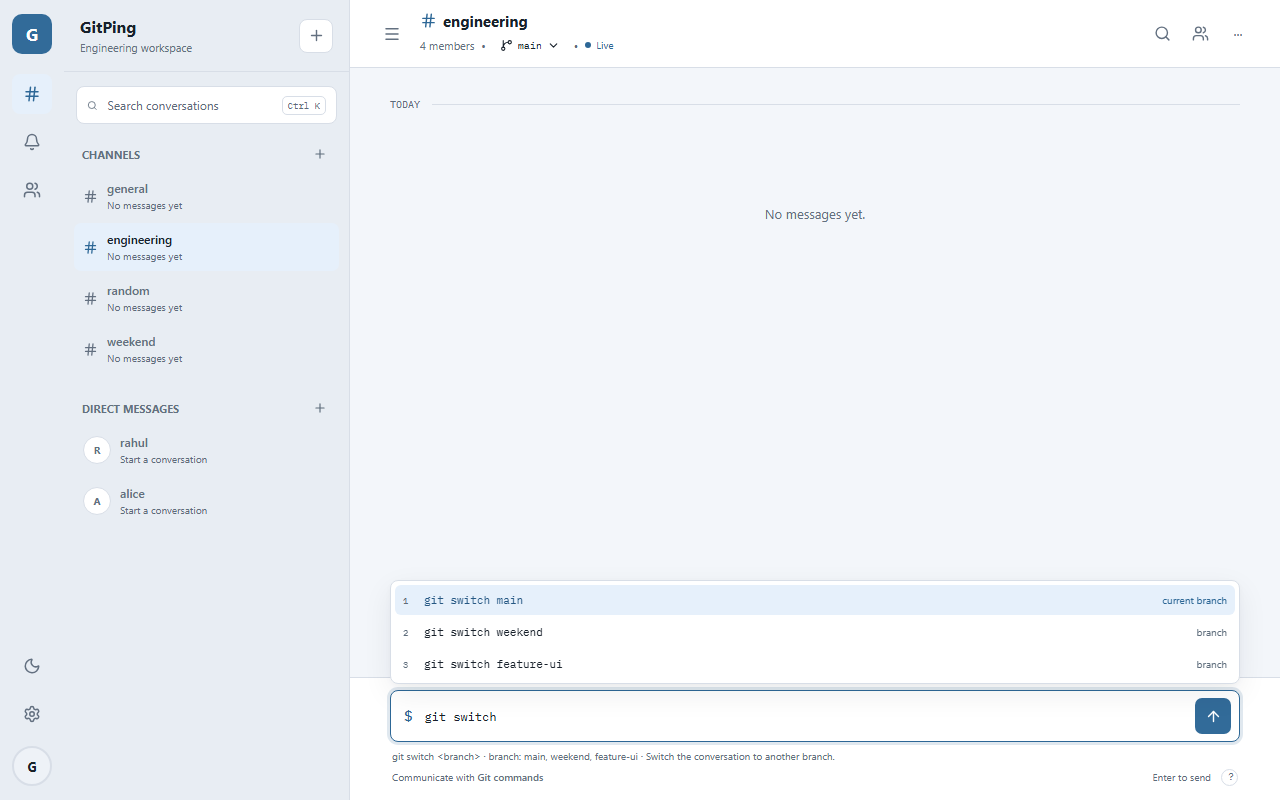 G
GitPing
Engineering workspace
Search conversations
Ctrl K
CHANNELS
general
No messages yet
engineering
No messages yet
random
No messages yet
weekend
No messages yet
DIRECT MESSAGES
R
rahul
Start a conversation
A
alice
Start a conversation
G
engineering
4 members • main • Live
TODAY
No messages yet.
1 git switch main current branch
2 git switch weekend branch
3 git switch feature-ui branch
$ git switch
git switch <branch> · branch: main, weekend, feature-ui · Switch the conversation to another branch.
Communicate with Git commands
Enter to send ?